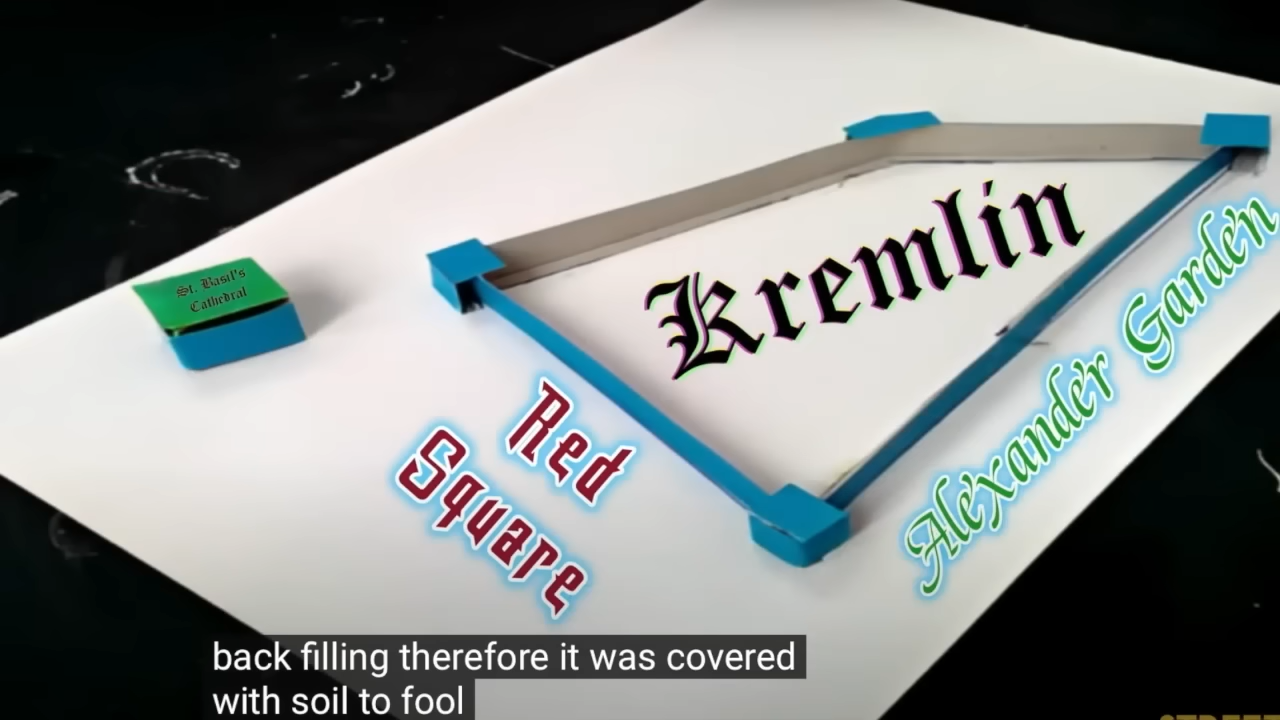 St. Basil's
Cathedral
Kremlin
Red
Square
Alexander Garden
back filling therefore it was covered
with soil to fool